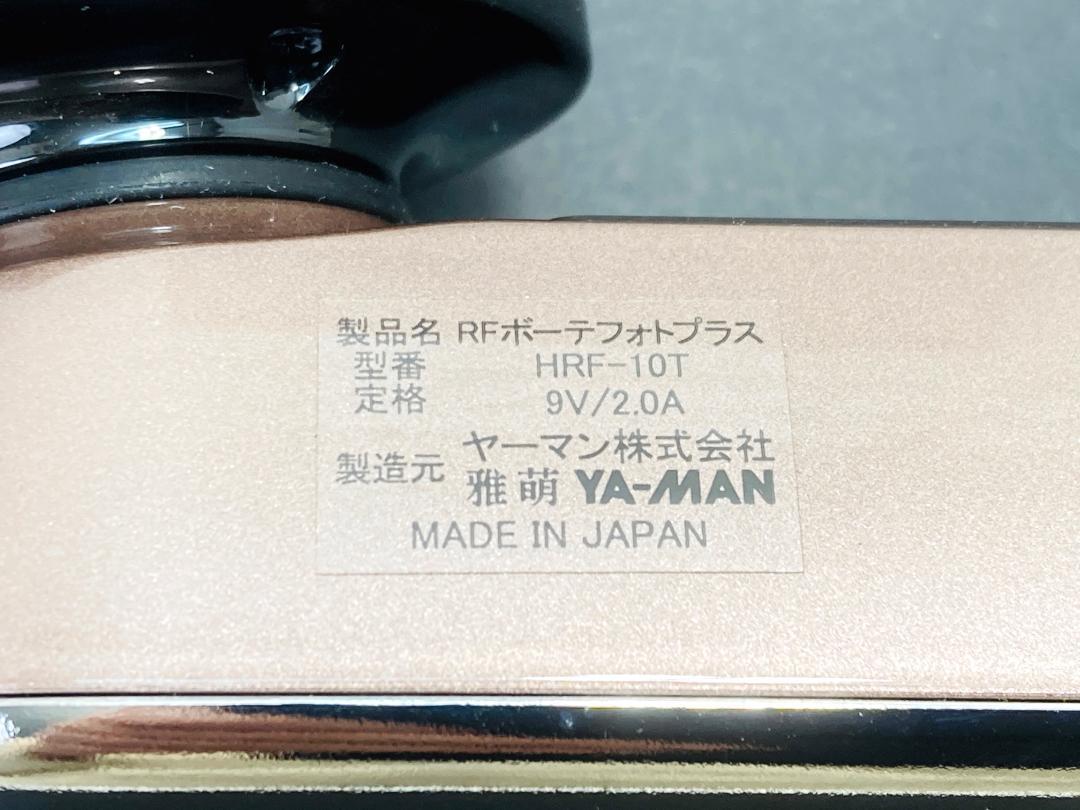 製品名 RFボーテフォトプラス
型番 HRF-10T
定格 9V/2.0A
製造元 ヤーマン株式会社
雅萌 YA-MAN
MADE IN JAPAN